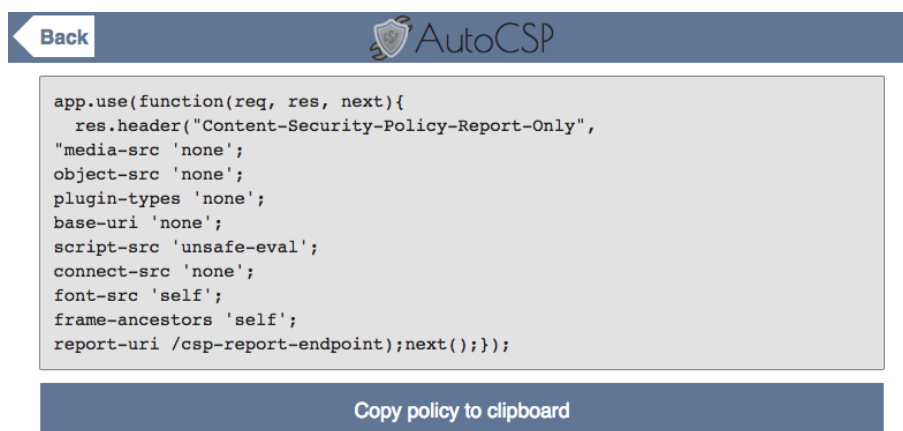 Back
CSP
AutoCSP
app.use(function(req, res, next){
  res.header("Content-Security-Policy-Report-Only",
"media-src 'none';
object-src 'none';
plugin-types 'none';
base-uri 'none';
script-src 'unsafe-eval';
connect-src 'none';
font-src 'self';
frame-ancestors 'self';
report-uri /csp-report-endpoint);next();});
Copy policy to clipboard